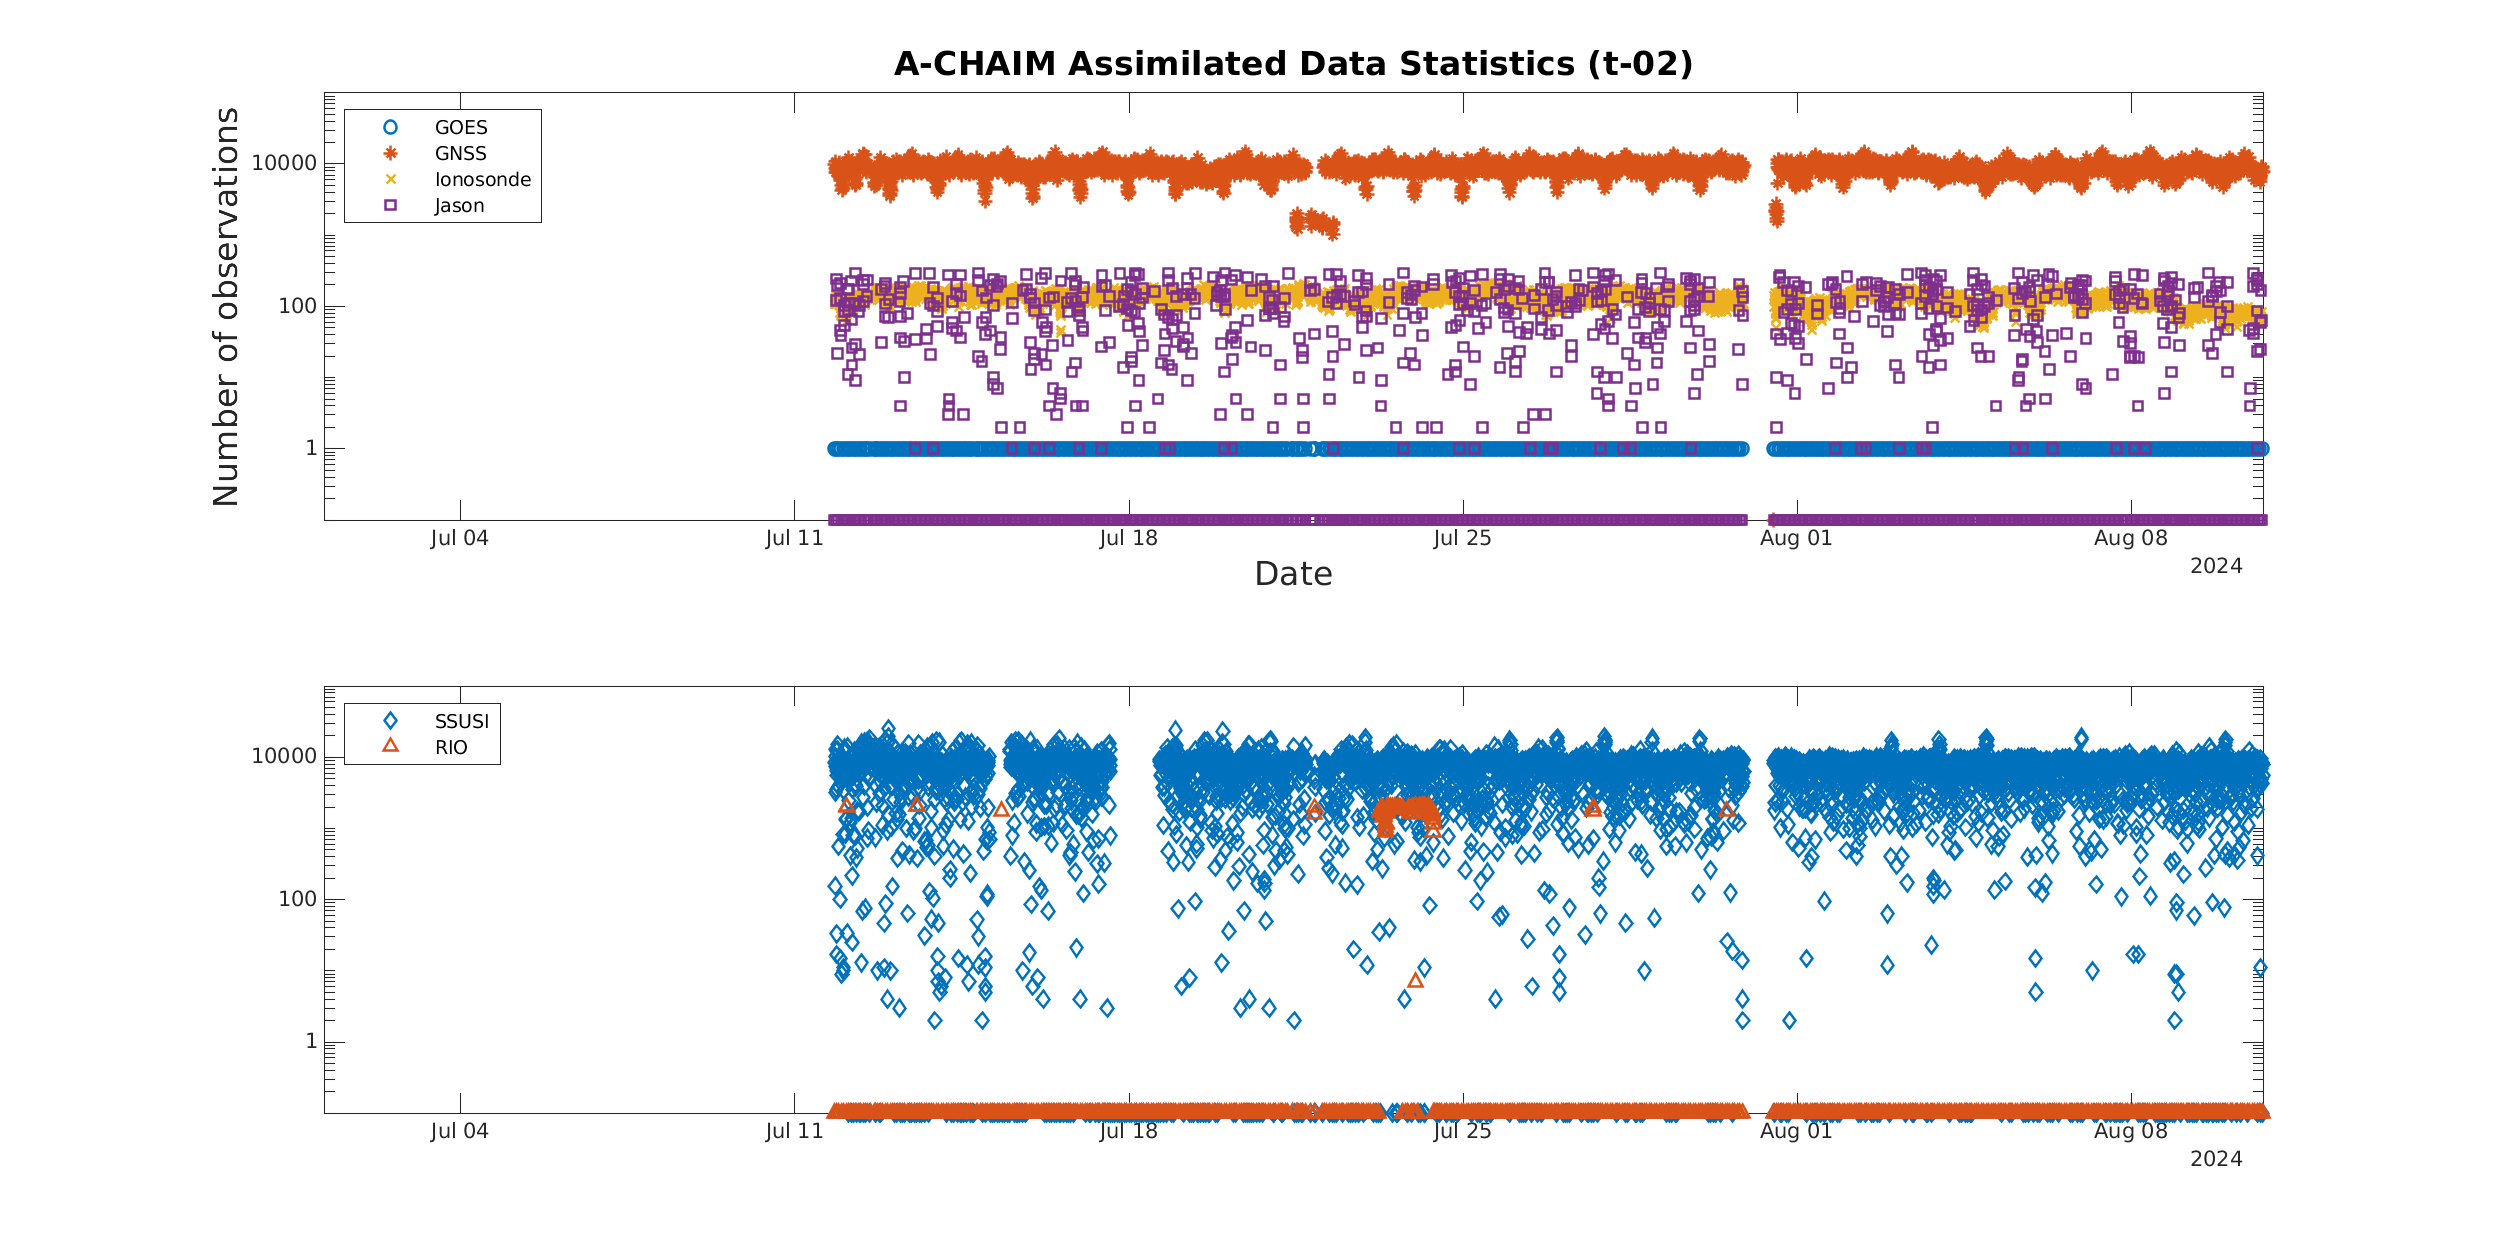 A-CHAIM Assimilated Data Statistics (t-02)
Number of observations
10000
100
1
GOES
GNSS
Ionosonde
Jason
Jul 04
Jul 11
Jul 18
Jul 25
Aug 01
Aug 08
2024
Date
10000
100
1
SSUSI
RIO
Jul 04
Jul 11
Jul 18
Jul 25
Aug 01
Aug 08
2024